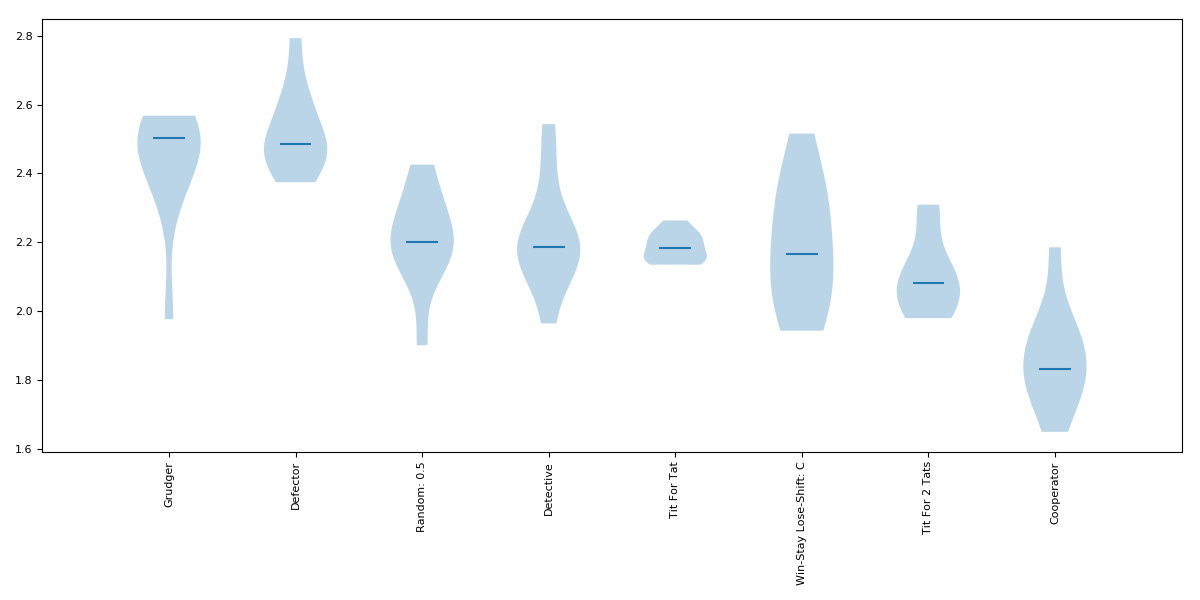 2.8
2.6
2.4
2.2
2.0
1.8
1.6
Grudger
Defector
Random: 0.5
Detective
Tit For Tat
Win-Stay Lose-Shift: C
Tit For 2 Tats
Cooperator